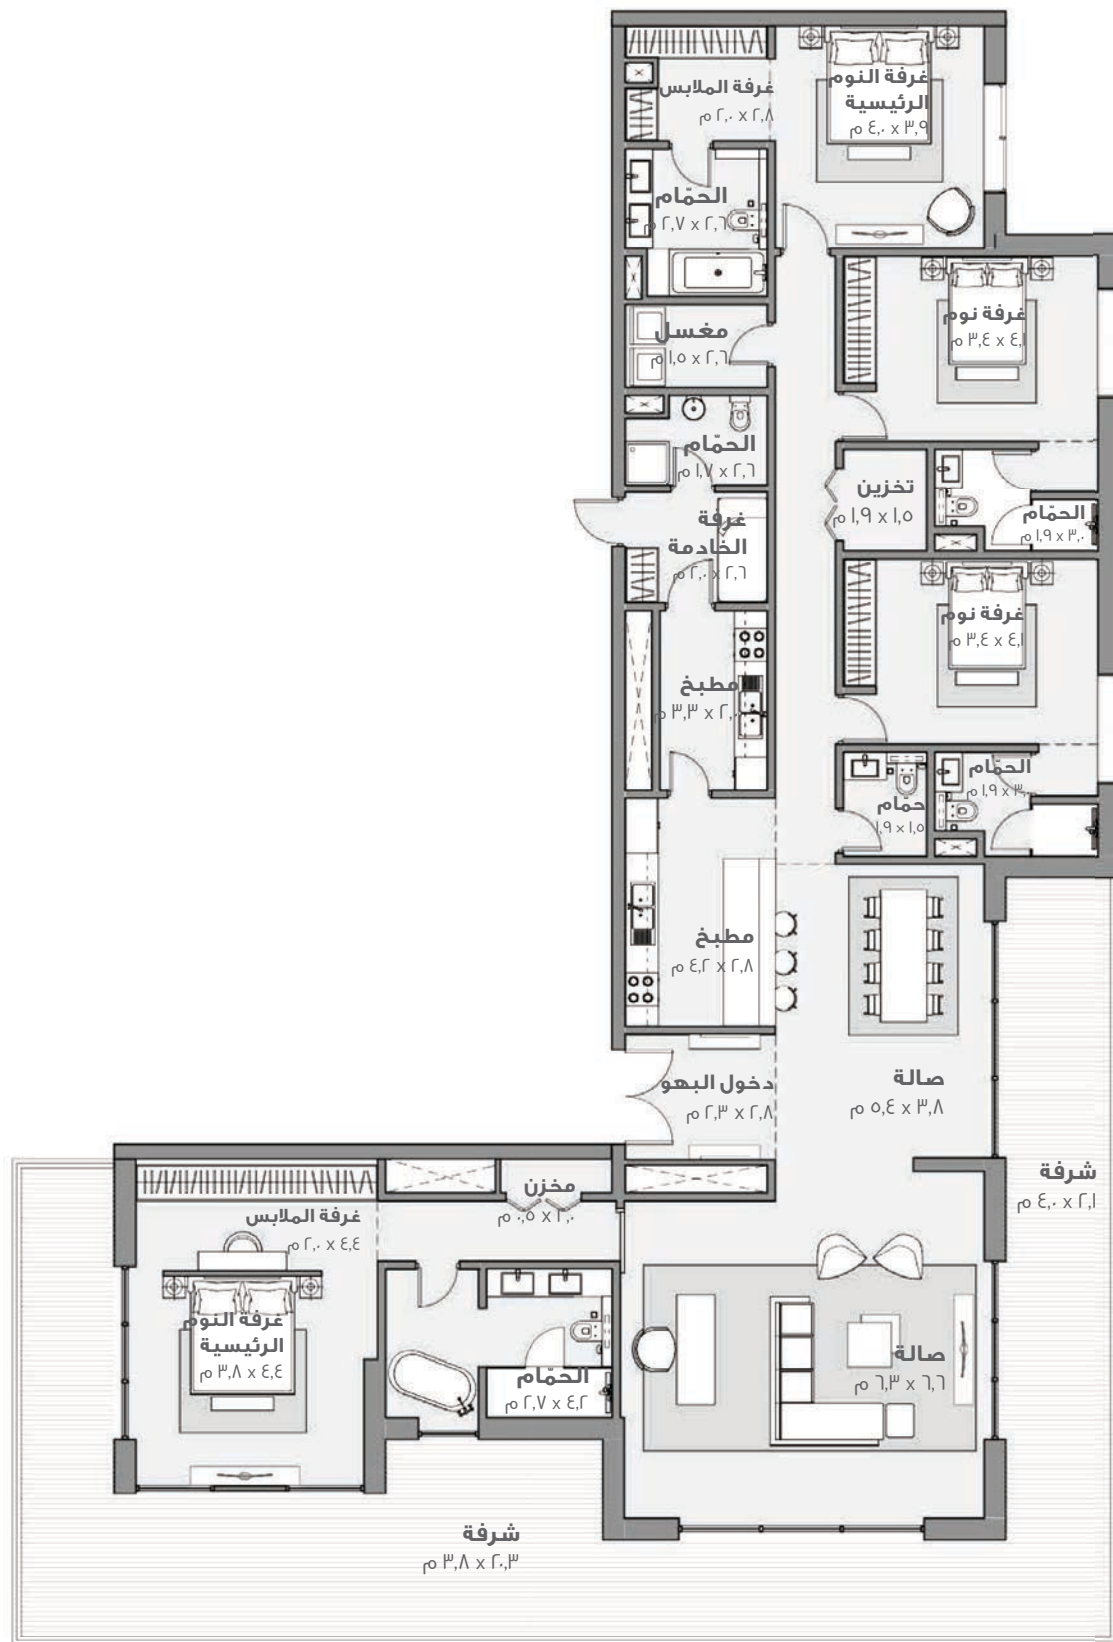 غرفة الملابس
٢,٠ x ٢,٨ م
غرفة النوم
الرئيسية
٤,٠ x ٣,٩ م
الحمّام
٢,٧ x ٢,٦ م
غرفة نوم
٣,٤ x ٤,١ م
مغسل
١,٥ x ٢,٦ م
الحمّام
١,٧ x ٢,٦ م
تخزين
١,٩ x ١,٥ م
الحمّام
١,٩ x ٣,٠ م
غرفة
الخادمة
٢,٠ x ٢,٦ م
غرفة نوم
٣,٤ x ٤,١ م
مطبخ
٣,٣ x ٢,٠ م
الحمّام
١,٩ x ٣,٠ م
حمّام
١,٩ x ١,٥
مطبخ
٤,٢ x ٢,٨ م
دخول البهو
٢,٣ x ٢,٨ م
صالة
٥,٤ x ٣,٨ م
شرفة
٤,٠ x ٢,١ م
مخزن
٠,٥ x ٢,٠ م
غرفة الملابس
٢,٠ x ٤,٤ م
غرفة النوم
الرئيسية
٣,٨ x ٤,٤ م
الحمّام
٢,٧ x ٤,٢ م
صالة
٦,٣ x ٦,٦ م
شرفة
٣,٨ x ٢٠,٣ م